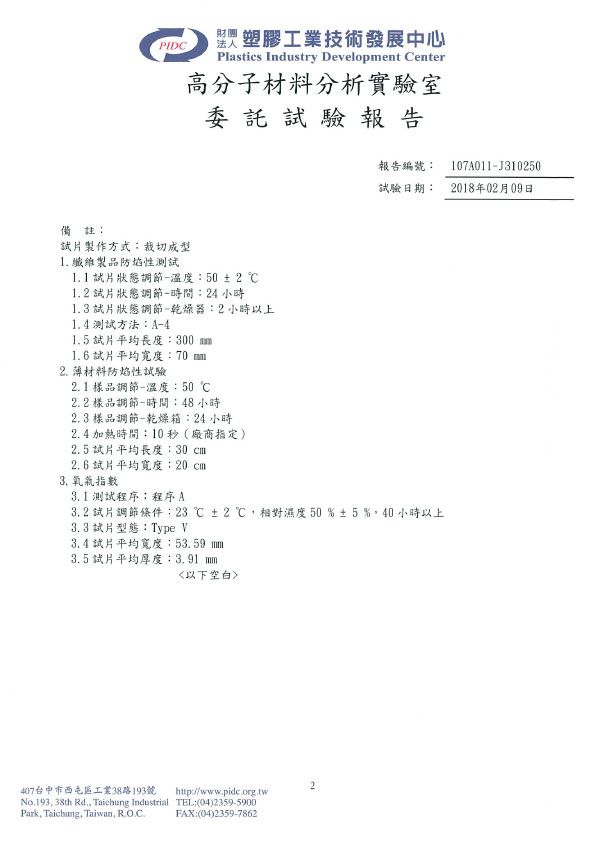 PIDC
財團法人 塑膠工業技術發展中心
Plastics Industry Development Center
高分子材料分析實驗室
委託試驗報告
報告編號： 107A011-J310250
試驗日期： 2018年02月09日
備 註：
試片製作方式：裁切成型
1.纖維製品防焰性測試
1.1試片狀態調節-溫度：50 ± 2 ℃
1.2試片狀態調節-時間：24小時
1.3試片狀態調節-乾燥器：2小時以上
1.4測試方法：A-4
1.5試片平均長度：300 mm
1.6試片平均寬度：70 mm
2.薄材料防焰性試驗
2.1樣品調節-溫度：50 ℃
2.2樣品調節-時間：48小時
2.3樣品調節-乾燥箱：24小時
2.4加熱時間：10秒（廠商指定）
2.5試片平均長度：30 cm
2.6試片平均寬度：20 cm
3.氧氣指數
3.1測試程序：程序A
3.2試片調節條件：23 ℃ ± 2 ℃，相對濕度50 % ± 5 %，40小時以上
3.3試片型態：Type V
3.4試片平均寬度：53.59 mm
3.5試片平均厚度：3.91 mm
<以下空白>
2
407台中市西屯區工業38路193號 http://www.pidc.org.tw
No.193, 38th Rd., Taichung Industrial TEL:(04)2359-5900
Park, Taichung, Taiwan, R.O.C. FAX:(04)2359-7862